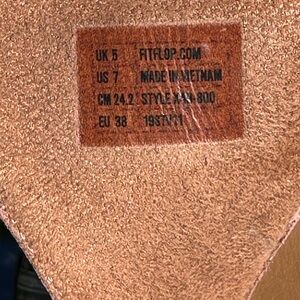 UK 5 FITFLOP.COM
US 7 MADE IN VIETNAM
CM 24.2 STYLE
EU 38